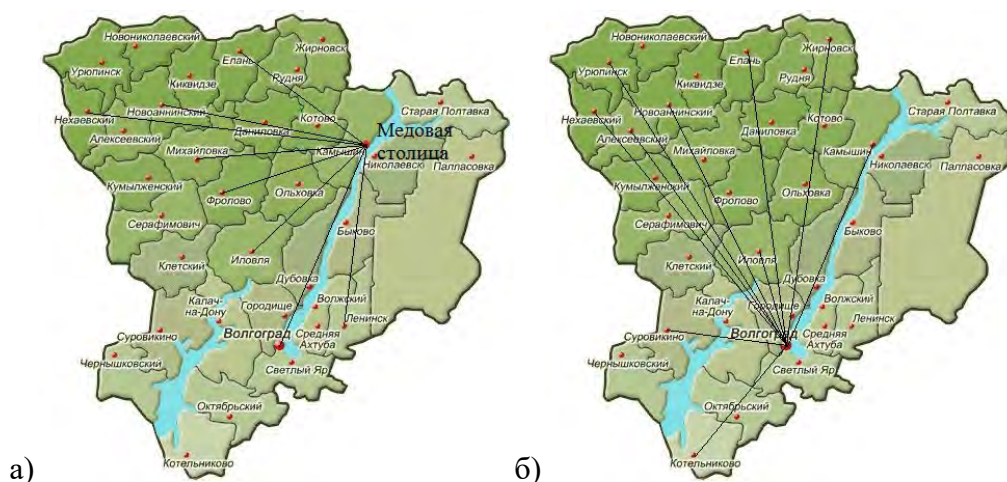 Новониколаевский
Жирновск
Елань
Урюпинск
Рудня
Киквидзе
Старая Полтавка
Новоаннинский
Нехаевский
Котово
Даниловка
Алексеевский
Медовая
столица
Михайловка
Камышин
Николаевск
Палласовка
Кумылженский
Ольховка
Фролово
Серафимович
Быково
Клетский
Иловля
Дубовка
Калач-
на-Дону
Городище
Волжский
Суровикино
Волгоград
Средняя
Ахтуба
Ленинск
Чернышковский
Светлый Яр
Октябрьский
Котельниково
а)
Новониколаевский
Жирновск
Елань
Урюпинск
Рудня
Киквидзе
Старая Полтавка
Новоаннинский
Нехаевский
Котово
Даниловка
Алексеевский
Михайловка
Камышин
Николаевск
Палласовка
Кумылженский
Ольховка
Фролово
Серафимович
Быково
Клетский
Иловля
Дубовка
Калач-
на-Дону
Городище
Волжский
Суровикино
Волгоград
Средняя
Ахтуба
Ленинск
Чернышковский
Светлый Яр
Октябрьский
Котельниково
б)